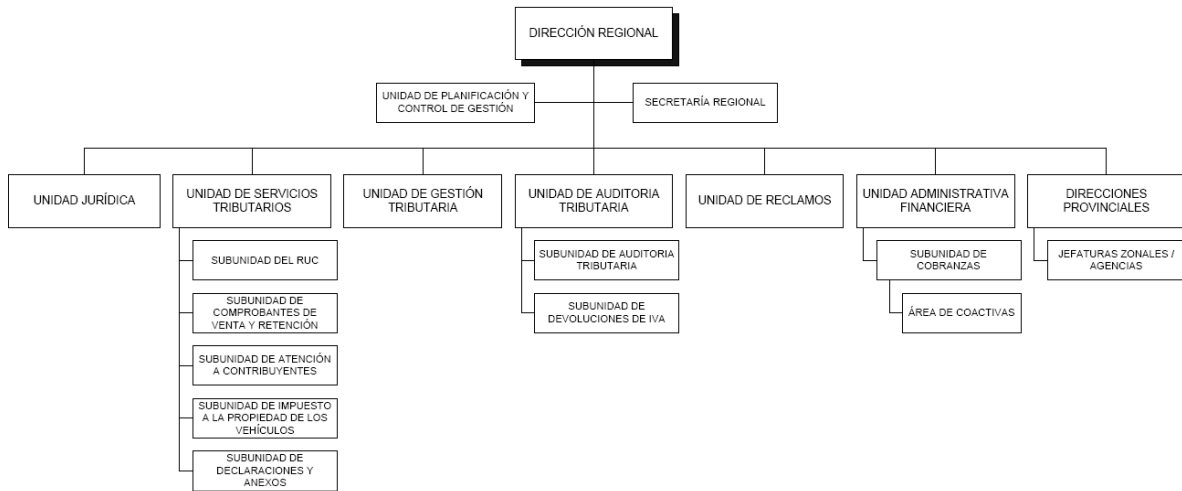 DIRECCIÓN REGIONAL
UNIDAD DE PLANIFICACIÓN Y
CONTROL DE GESTIÓN
SECRETARÍA REGIONAL
UNIDAD JURÍDICA
UNIDAD DE SERVICIOS
TRIBUTARIOS
UNIDAD DE GESTIÓN
TRIBUTARIA
UNIDAD DE AUDITORIA
TRIBUTARIA
UNIDAD DE RECLAMOS
UNIDAD ADMINISTRATIVA
FINANCIERA
DIRECCIONES
PROVINCIALES
SUBUNIDAD DEL RUC
SUBUNIDAD DE
COMPROBANTES DE
VENTA Y RETENCIÓN
SUBUNIDAD DE ATENCIÓN
A CONTRIBUYENTES
SUBUNIDAD DE IMPUESTO
A LA PROPIEDAD DE LOS
VEHÍCULOS
SUBUNIDAD DE
DECLARACIONES Y
ANEXOS
SUBUNIDAD DE AUDITORIA
TRIBUTARIA
SUBUNIDAD DE
DEVOLUCIONES DE IVA
SUBUNIDAD DE
COBRANZAS
ÁREA DE COACTIVAS
JEFATURAS ZONALES /
AGENCIAS